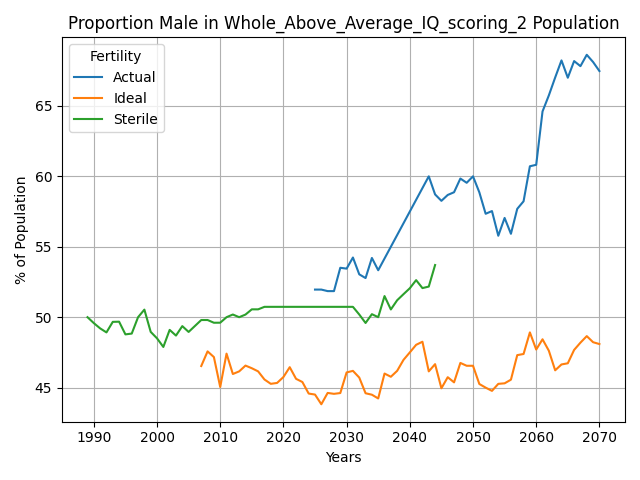 Proportion Male in Whole_Above_Average_IQ_scoring_2 Population
Fertility
Actual
Ideal
Sterile
% of Population
65
60
55
50
45
1990 2000 2010 2020 2030 2040 2050 2060 2070
Years